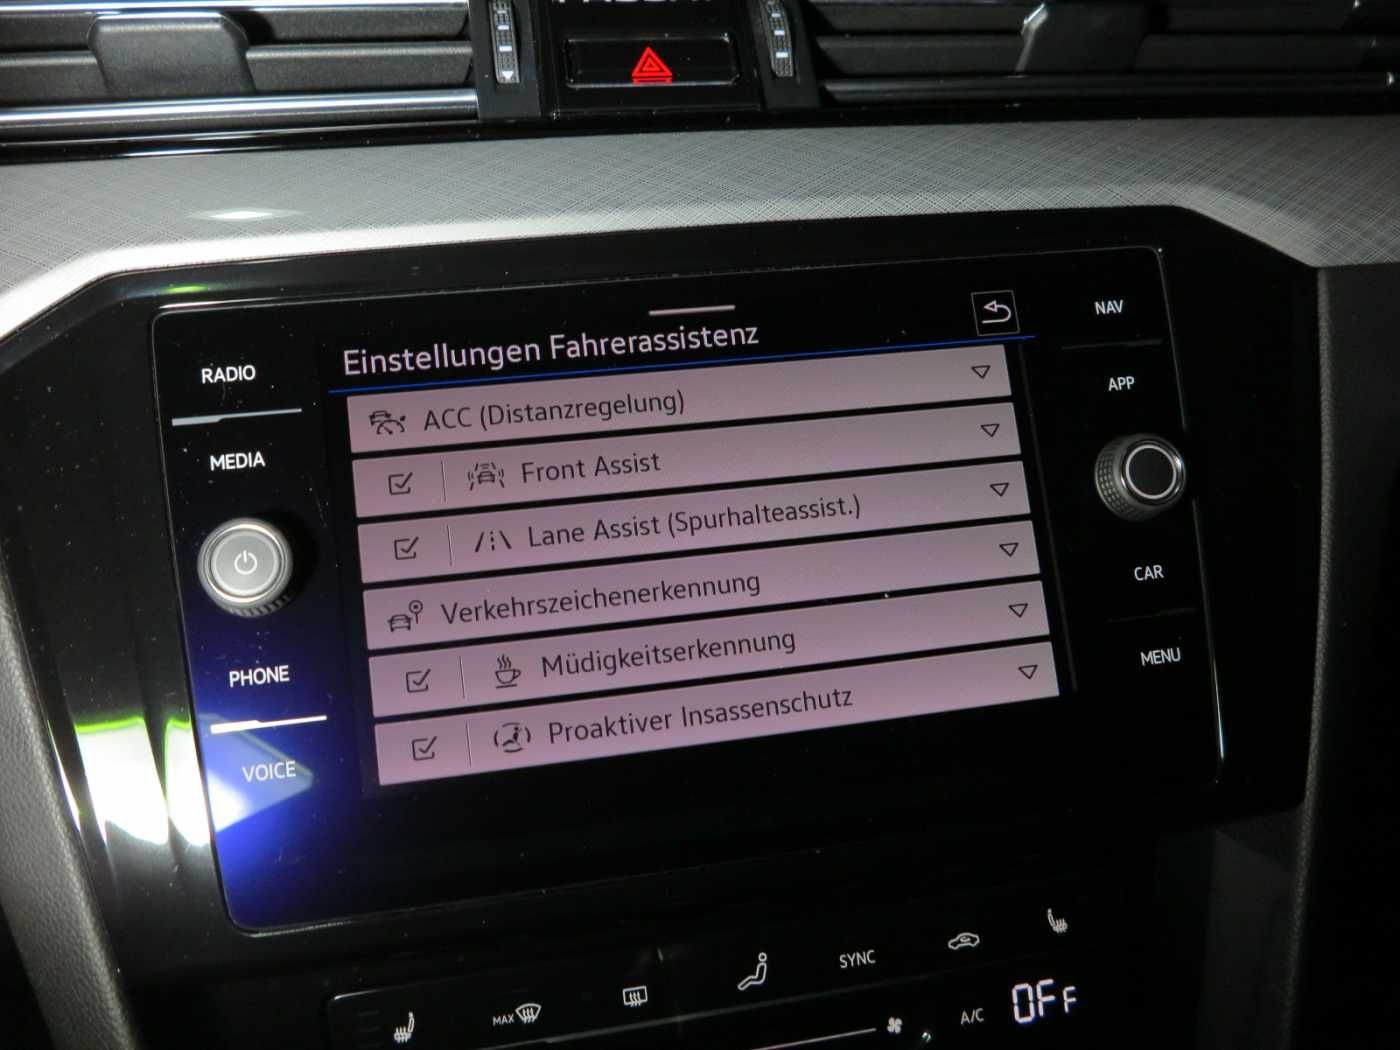 RADIO
MEDIA
PHONE
VOICE
Einstellungen Fahrerassistenz
ACC (Distanzregelung)
Front Assist
Lane Assist (Spurhalteassist.)
Verkehrszeichenerkennung
Müdigkeitserkennung
Proaktiver Insassenschutz
NAV
APP
CAR
MENU
MAX
SYNC
A/C
OFF